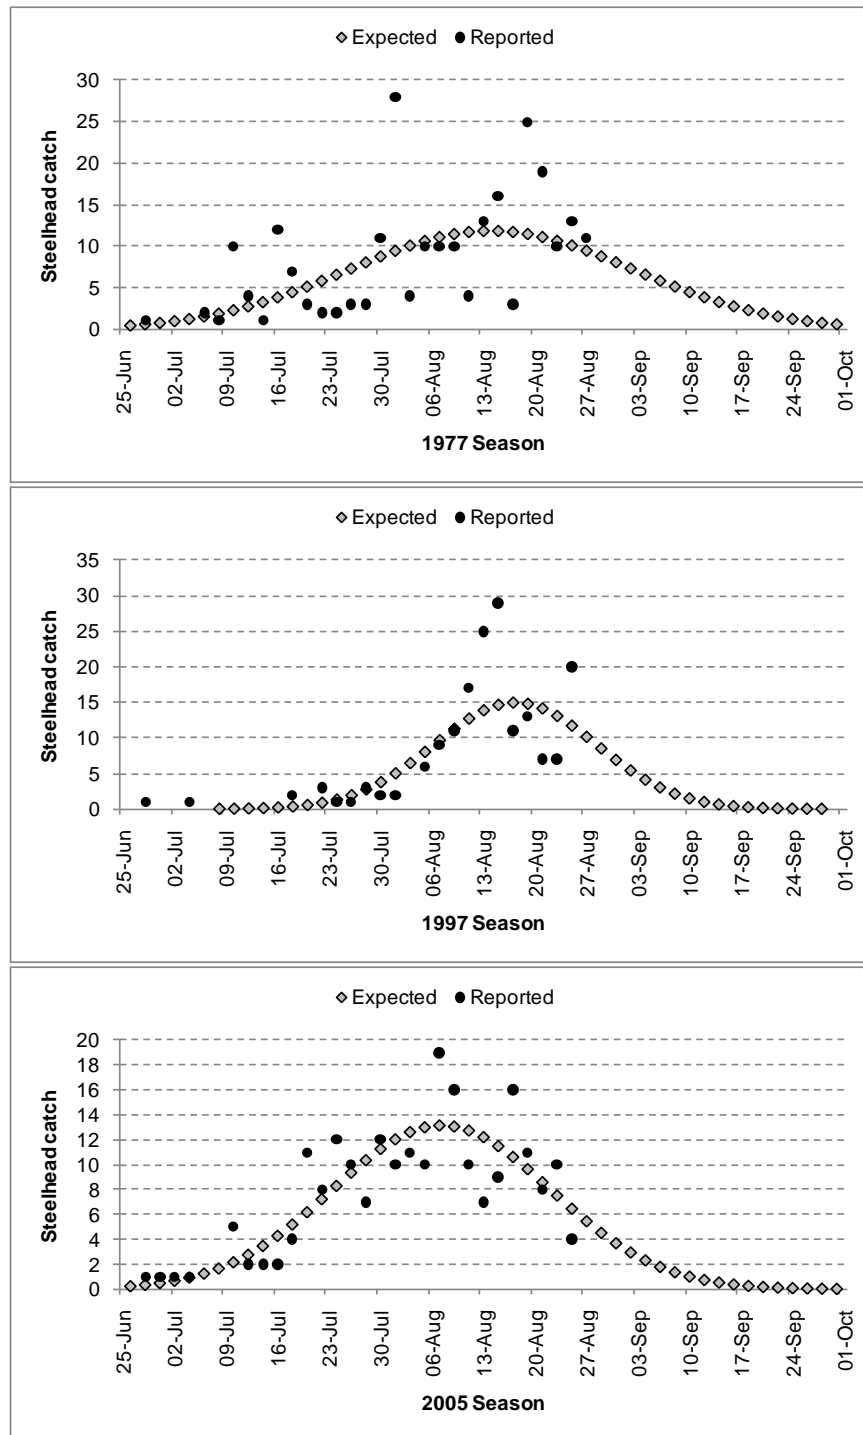 Expected Reported
30
25
20
15
10
5
0
Steelhead catch
25-Jun 02-Jul 09-Jul 16-Jul 23-Jul 30-Jul 06-Aug 13-Aug 20-Aug 27-Aug 03-Sep 10-Sep 17-Sep 24-Sep 01-Oct
1977 Season
Expected Reported
35
30
25
20
15
10
5
0
Steelhead catch
25-Jun 02-Jul 09-Jul 16-Jul 23-Jul 30-Jul 06-Aug 13-Aug 20-Aug 27-Aug 03-Sep 10-Sep 17-Sep 24-Sep 01-Oct
1997 Season
Expected Reported
20
18
16
14
12
10
8
6
4
2
0
Steelhead catch
25-Jun 02-Jul 09-Jul 16-Jul 23-Jul 30-Jul 06-Aug 13-Aug 20-Aug 27-Aug 03-Sep 10-Sep 17-Sep 24-Sep 01-Oct
2005 Season